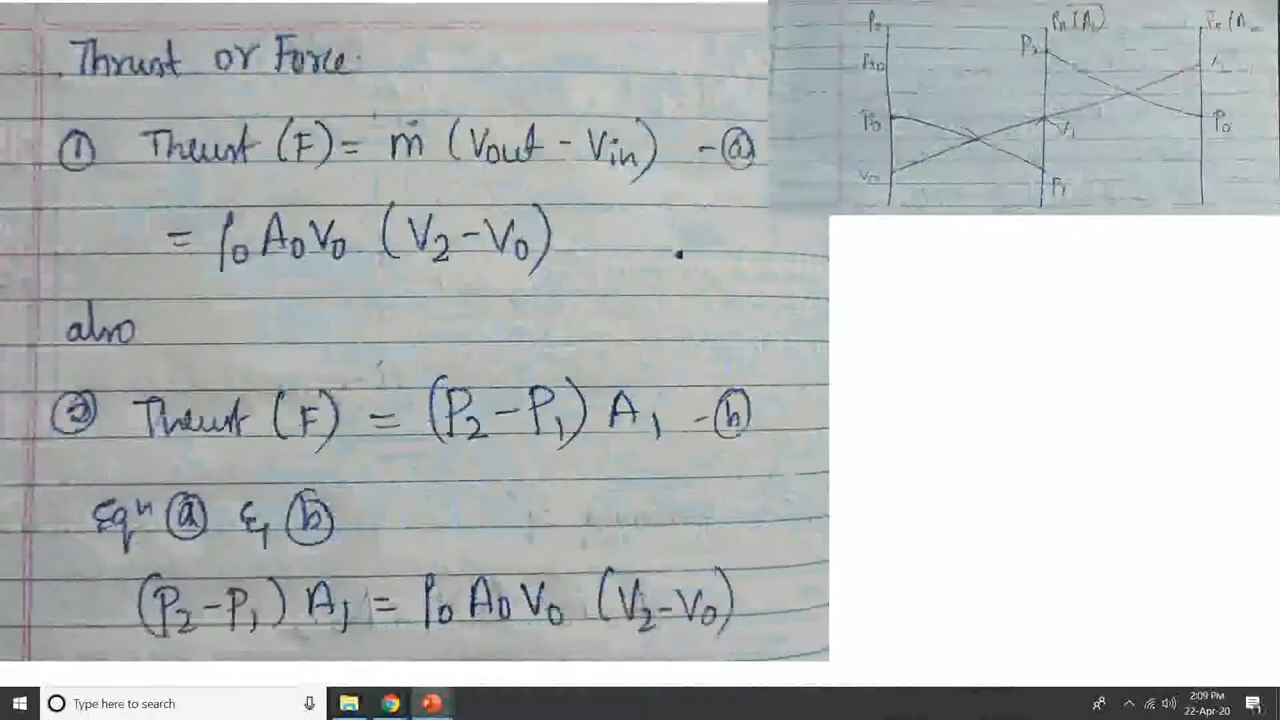 Thrust or Force.
① Thrust (F) = ṁ (Vout - Vin) - ⓐ
= ρ₀ A₀ V₀ (V₂ - V₀)
also
② Thrust (F) = (P₂ - P₁) A₁ - ⓑ
Eqⁿ ⓐ & ⓑ
(P₂ - P₁) A₁ = ρ₀ A₀ V₀ (V₂ - V₀)
P₂
P₀
V₁
P₀
V₀
P₁
Type here to search
2:09 PM
22-Apr-20